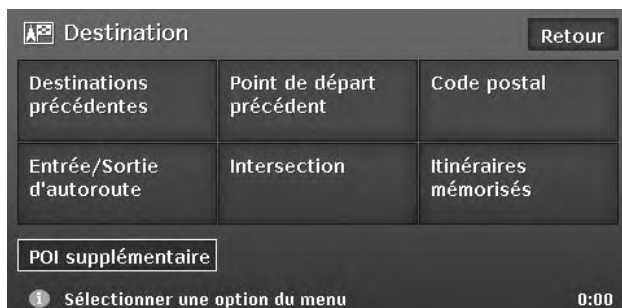 Destination
Retour
Destinations
précédentes
Point de départ
précédent
Code postal
Entrée/Sortie
d'autoroute
Intersection
Itinéraires
mémorisés
POI supplémentaire
Sélectionner une option du menu
0:00